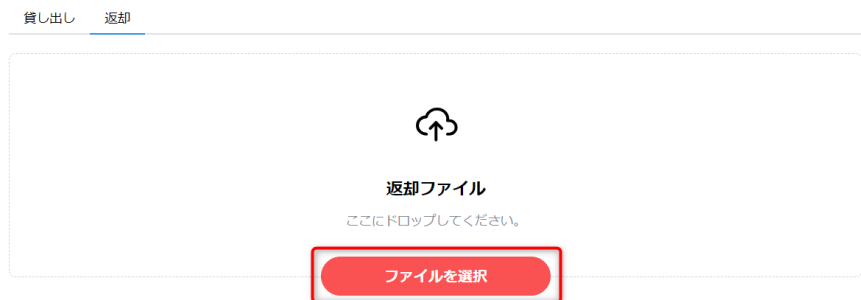 貸し出し 返却
返却ファイル
ここにドロップしてください。
ファイルを選択